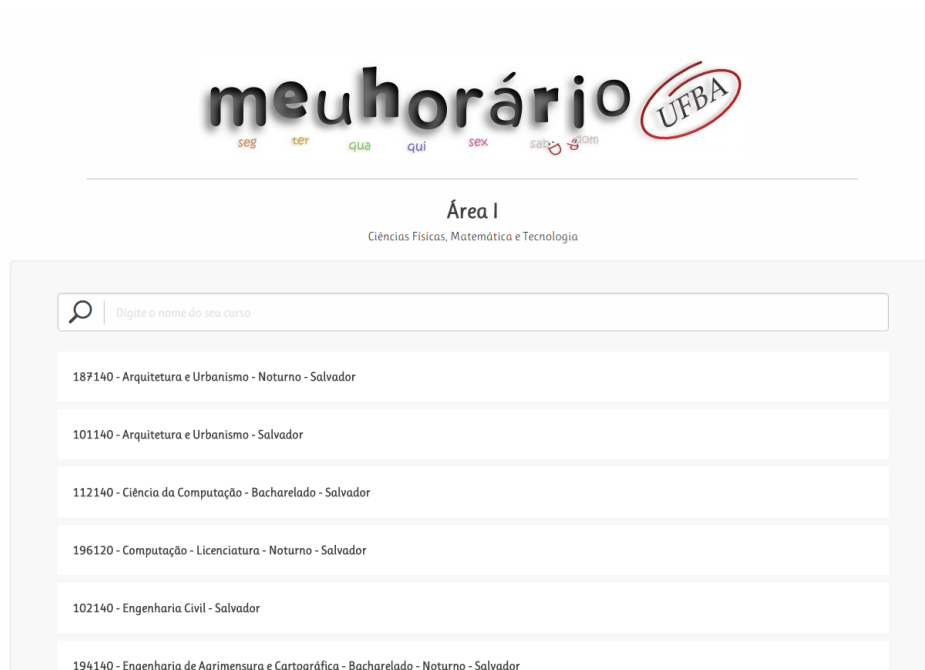 meuhorário UFBA
seg ter qua qui sex sab dom
Área I
Ciências Físicas, Matemática e Tecnologia
Digite o nome do seu curso
187140 - Arquitetura e Urbanismo - Noturno - Salvador
101140 - Arquitetura e Urbanismo - Salvador
112140 - Ciência da Computação - Bacharelado - Salvador
196120 - Computação - Licenciatura - Noturno - Salvador
102140 - Engenharia Civil - Salvador
194140 - Engenharia de Agrimensura e Cartográfica - Bacharelado - Noturno - Salvador